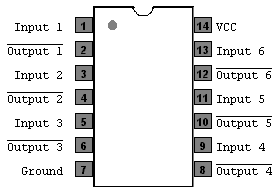 Input 1 1 14 VCC
Output 1 2 13 Input 6
Input 2 3 12 Output 6
Output 2 4 11 Input 5
Input 3 5 10 Output 5
Output 3 6 9 Input 4
Ground 7 8 Output 4